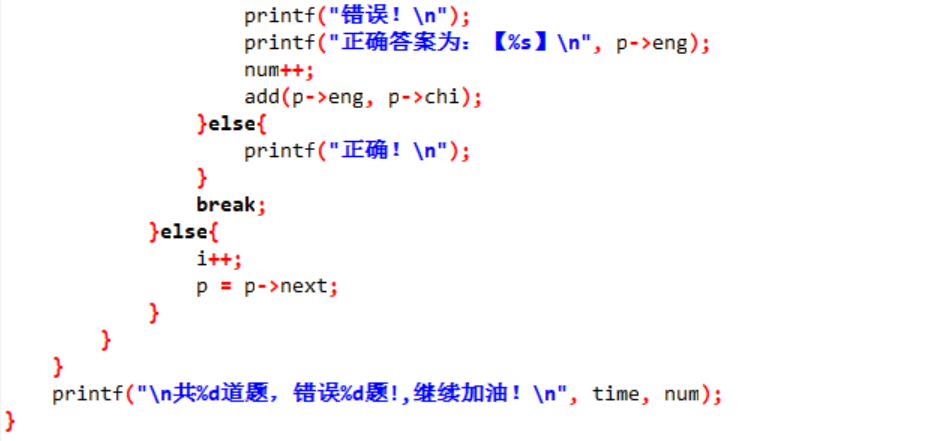 printf("错误！\n");
printf("正确答案为：【%s】\n", p->eng);
num++;
add(p->eng, p->chi);
}else{
printf("正确！\n");
}
break;
}else{
i++;
p = p->next;
}
}
}
printf("\n共%d道题，错误%d题!,继续加油！\n", time, num);
}